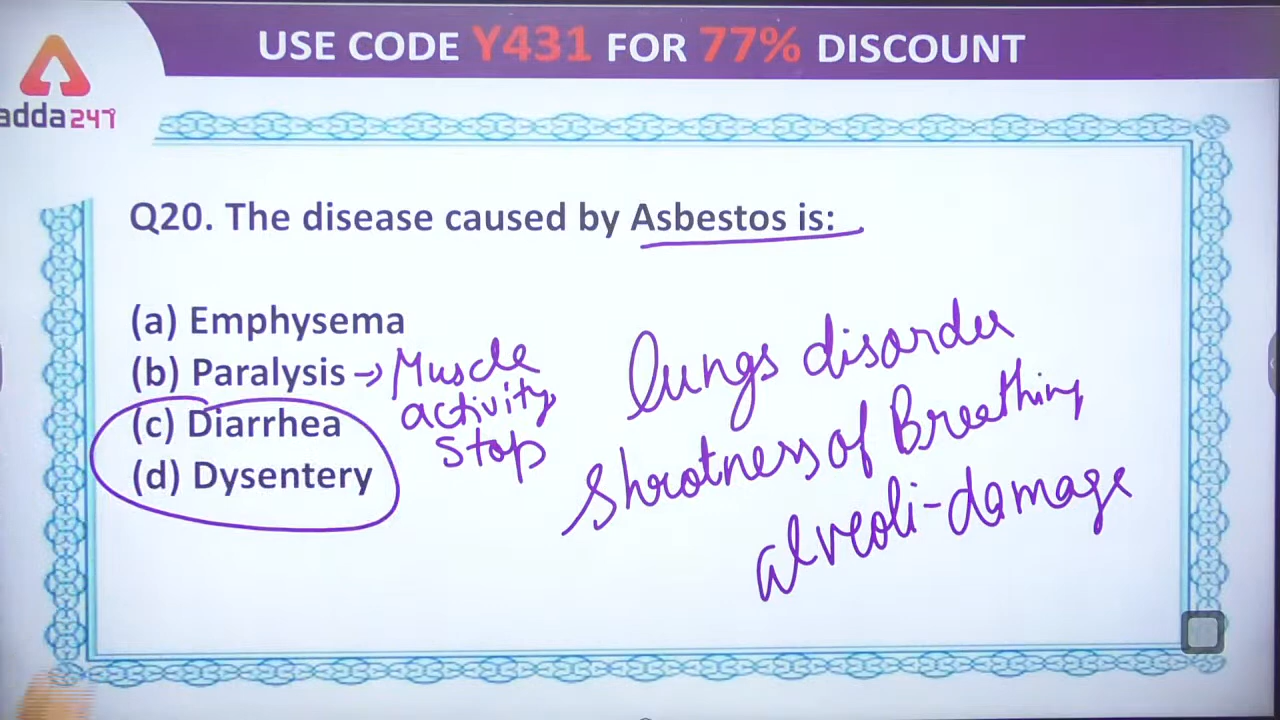 USE CODE Y431 FOR 77% DISCOUNT
adda247
Q20. The disease caused by Asbestos is:
(a) Emphysema
(b) Paralysis → Muscle
activity
stop
(c) Diarrhea
(d) Dysentery
lungs disorder
Shrotness of Breathing
alveoli-damage